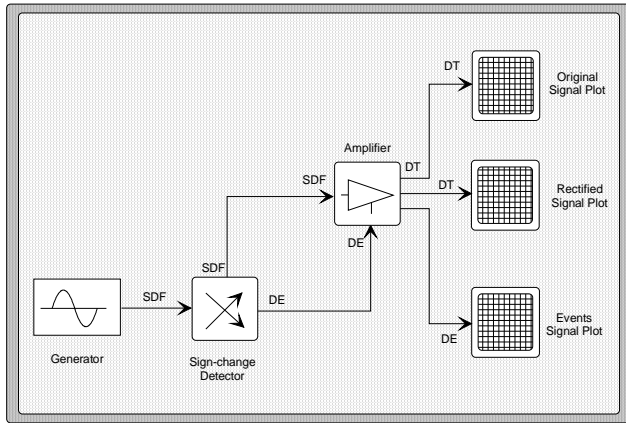 DT
Original
Signal Plot
Amplifier
DT
SDF
DT
Rectified
Signal Plot
DE
SDF
SDF
DE
Events
Signal Plot
DE
Generator
Sign-change
Detector